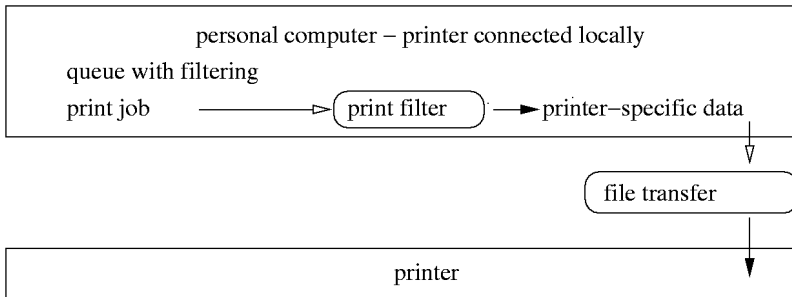 personal computer – printer connected locally
queue with filtering
print job print filter printer–specific data
file transfer
printer